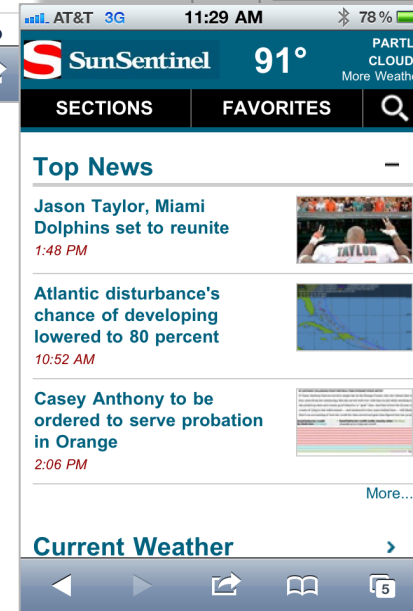 AT&T 3G 11:29 AM 78%
S SunSentinel 91° PARTL
CLOUD
More Weathe
SECTIONS FAVORITES
Top News
Jason Taylor, Miami
Dolphins set to reunite
1:48 PM
TAYLOR
Atlantic disturbance's
chance of developing
lowered to 80 percent
10:52 AM
Casey Anthony to be
ordered to serve probation
in Orange
2:06 PM
More...
Current Weather
5